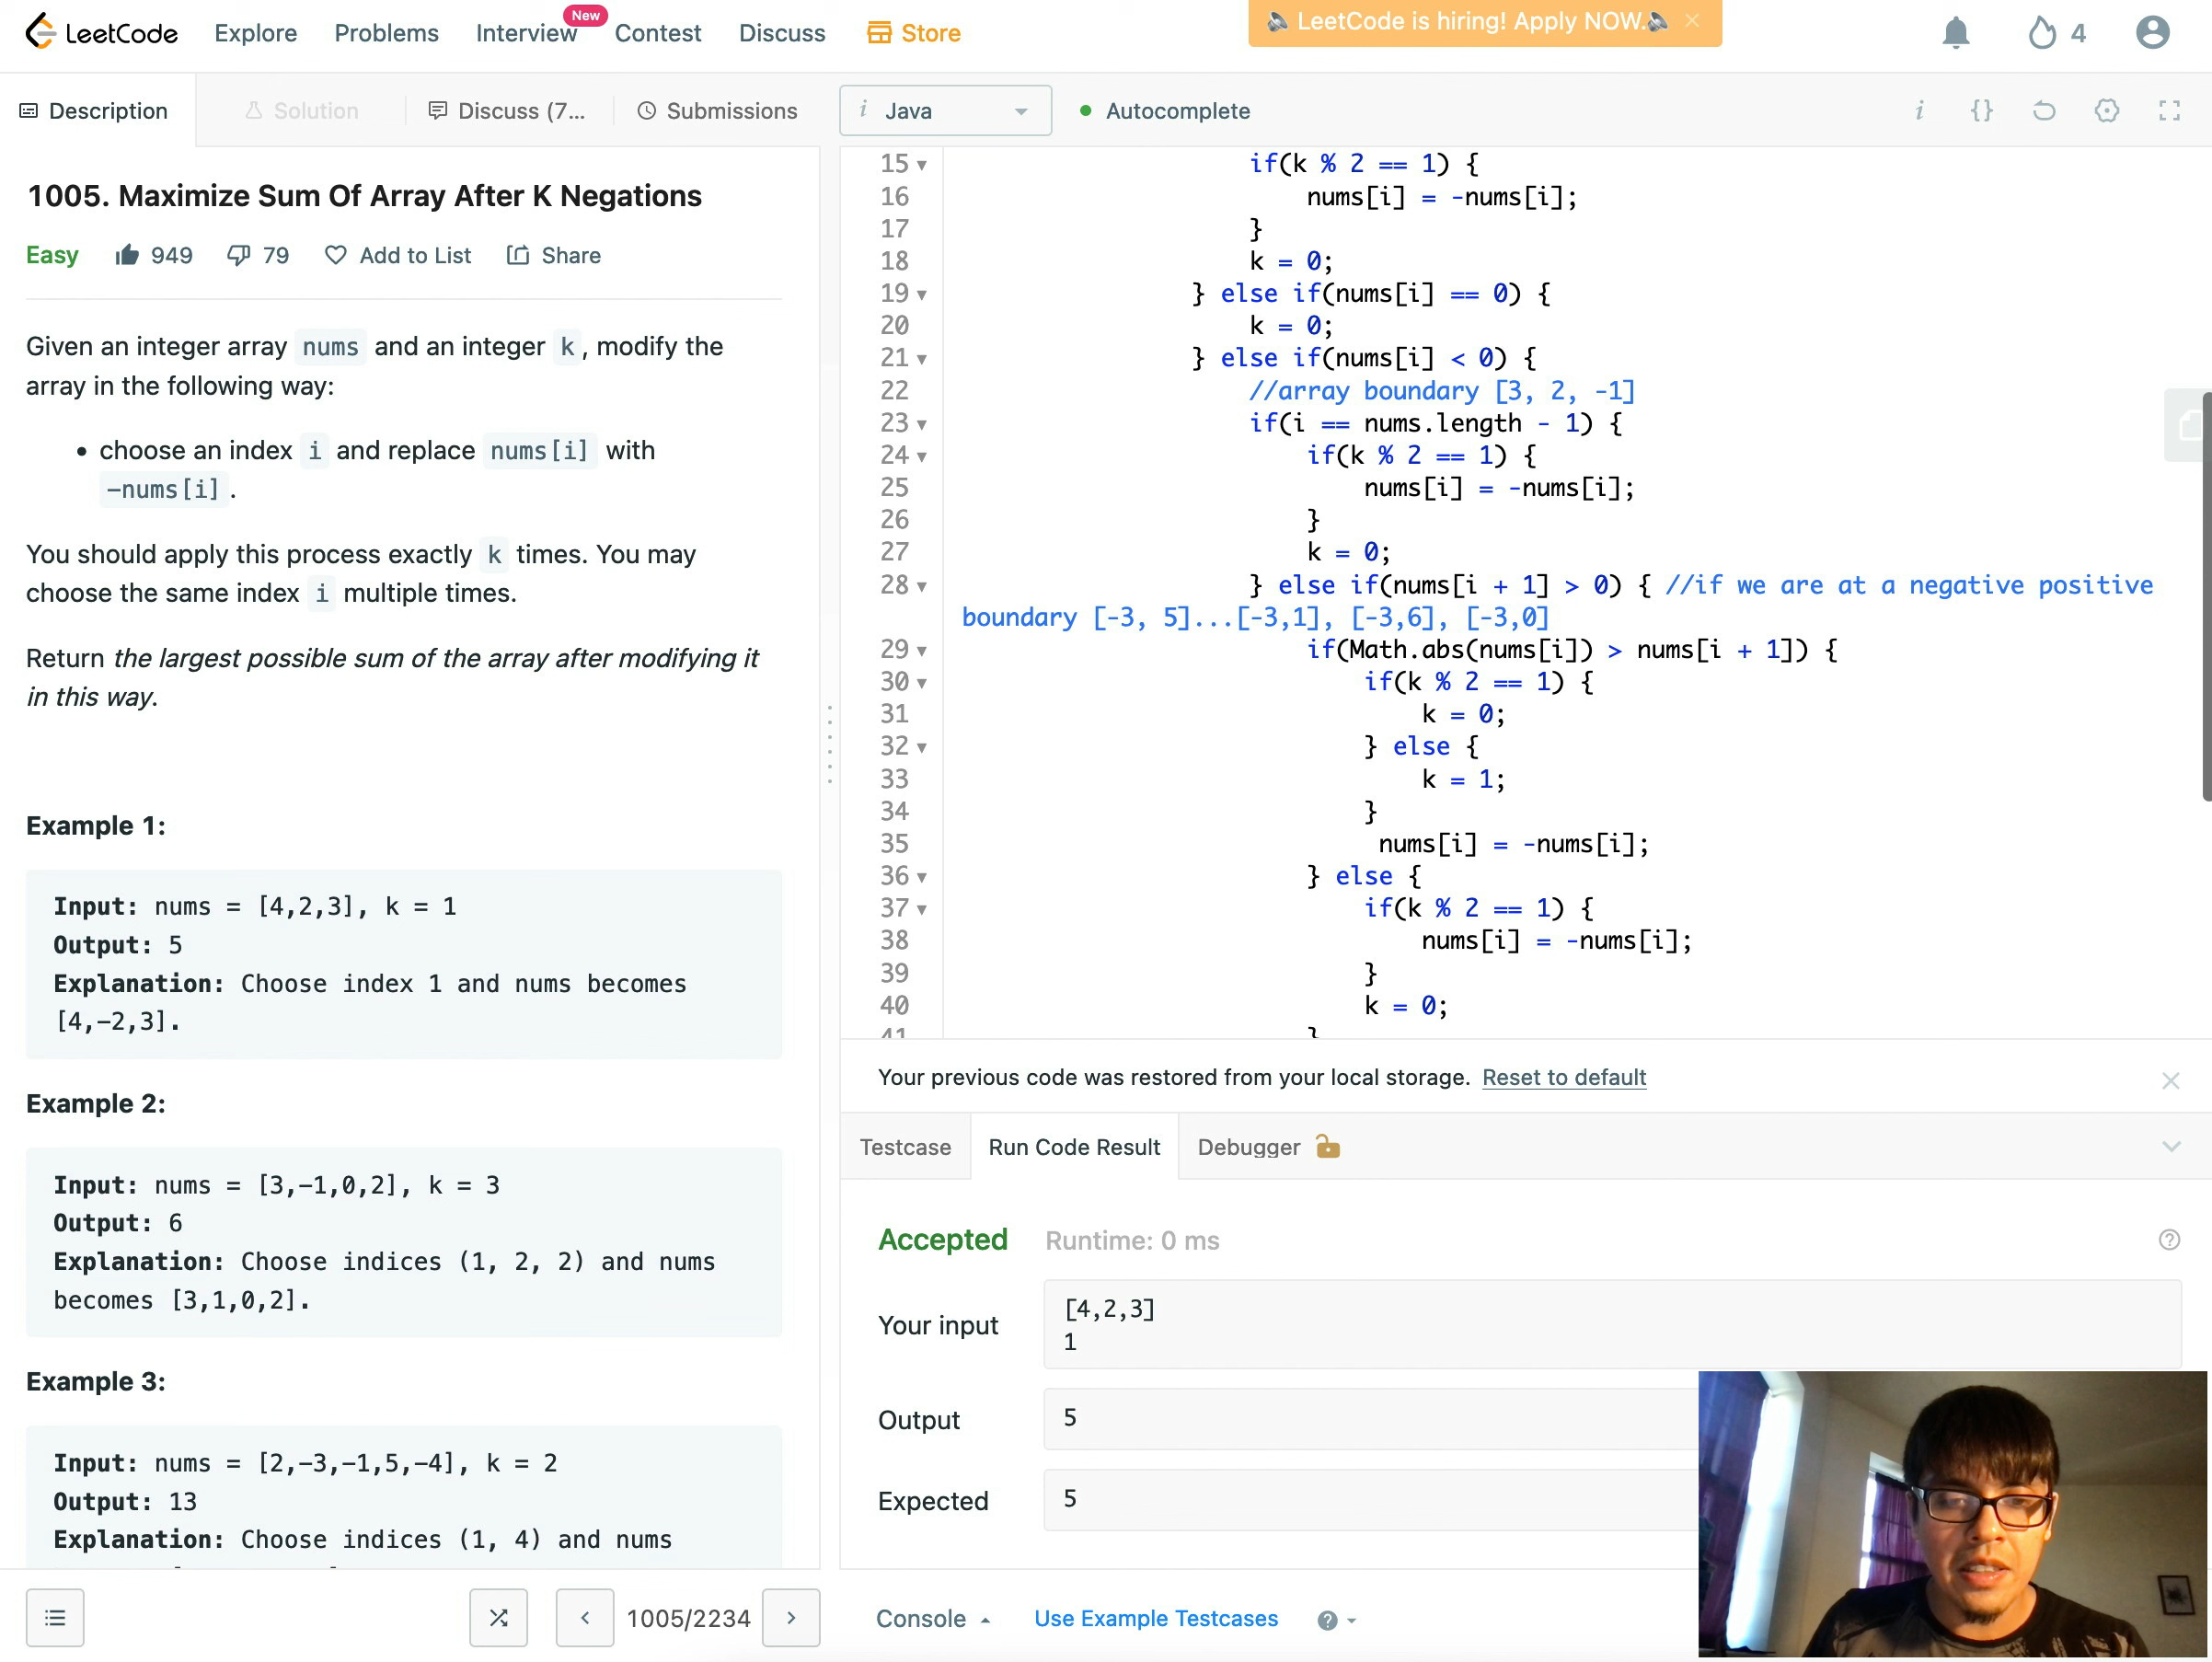 LeetCode
Explore
Problems
Interview
New
Contest
Discuss
Store
🔈 LeetCode is hiring! Apply NOW.🔈 ×
4
Description
Solution
Discuss (7...
Submissions
i Java
Autocomplete
1005. Maximize Sum Of Array After K Negations
Easy
949
79
Add to List
Share
Given an integer array nums and an integer k, modify the
array in the following way:
• choose an index i and replace nums[i] with
-nums[i].
You should apply this process exactly k times. You may
choose the same index i multiple times.
Return the largest possible sum of the array after modifying it
in this way.
Example 1:
Input: nums = [4,2,3], k = 1
Output: 5
Explanation: Choose index 1 and nums becomes
[4,-2,3].
Example 2:
Input: nums = [3,-1,0,2], k = 3
Output: 6
Explanation: Choose indices (1, 2, 2) and nums
becomes [3,1,0,2].
Example 3:
Input: nums = [2,-3,-1,5,-4], k = 2
Output: 13
Explanation: Choose indices (1, 4) and nums
1005/2234
15 if(k % 2 == 1) {
16 nums[i] = -nums[i];
17 }
18 k = 0;
19 } else if(nums[i] == 0) {
20 k = 0;
21 } else if(nums[i] < 0) {
22 //array boundary [3, 2, -1]
23 if(i == nums.length - 1) {
24 if(k % 2 == 1) {
25 nums[i] = -nums[i];
26 }
27 k = 0;
28 } else if(nums[i + 1] > 0) { //if we are at a negative positive
boundary [-3, 5]...[-3,1], [-3,6], [-3,0]
29 if(Math.abs(nums[i]) > nums[i + 1]) {
30 if(k % 2 == 1) {
31 k = 0;
32 } else {
33 k = 1;
34 }
35 nums[i] = -nums[i];
36 } else {
37 if(k % 2 == 1) {
38 nums[i] = -nums[i];
39 }
40 k = 0;
41 }
Your previous code was restored from your local storage. Reset to default
Testcase
Run Code Result
Debugger
Accepted
Runtime: 0 ms
Your input
[4,2,3]
1
Output
5
Expected
5
Console
Use Example Testcases